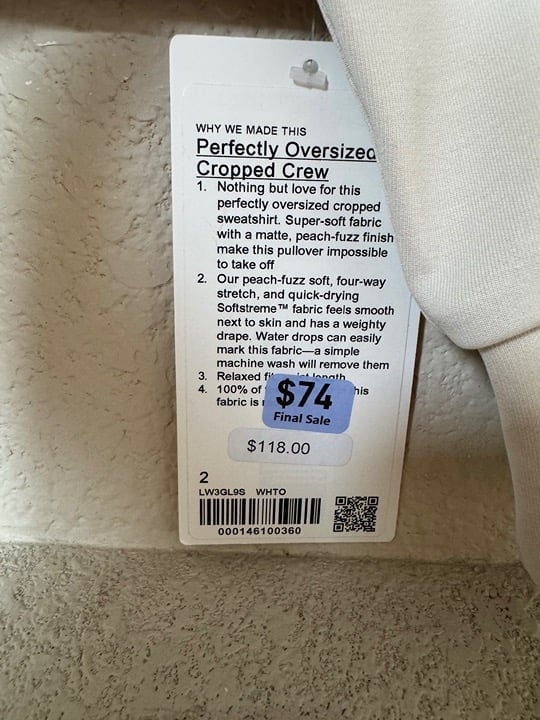 WHY WE MADE THIS
Perfectly Oversized
Cropped Crew
1. Nothing but love for this
perfectly oversized cropped
sweatshirt. Super-soft fabric
with a matte, peach-fuzz finish
make this pullover impossible
to take off
2. Our peach-fuzz soft, four-way
stretch, and quick-drying
Softstreme™ fabric feels smooth
next to skin and has a weighty
drape. Water drops can easily
mark this fabric—a simple
machine wash will remove them
3. Relaxed length
4. 100% of
fabric is
$74
Final Sale
$118.00
2
LW3GL9S WHTO
000146100360